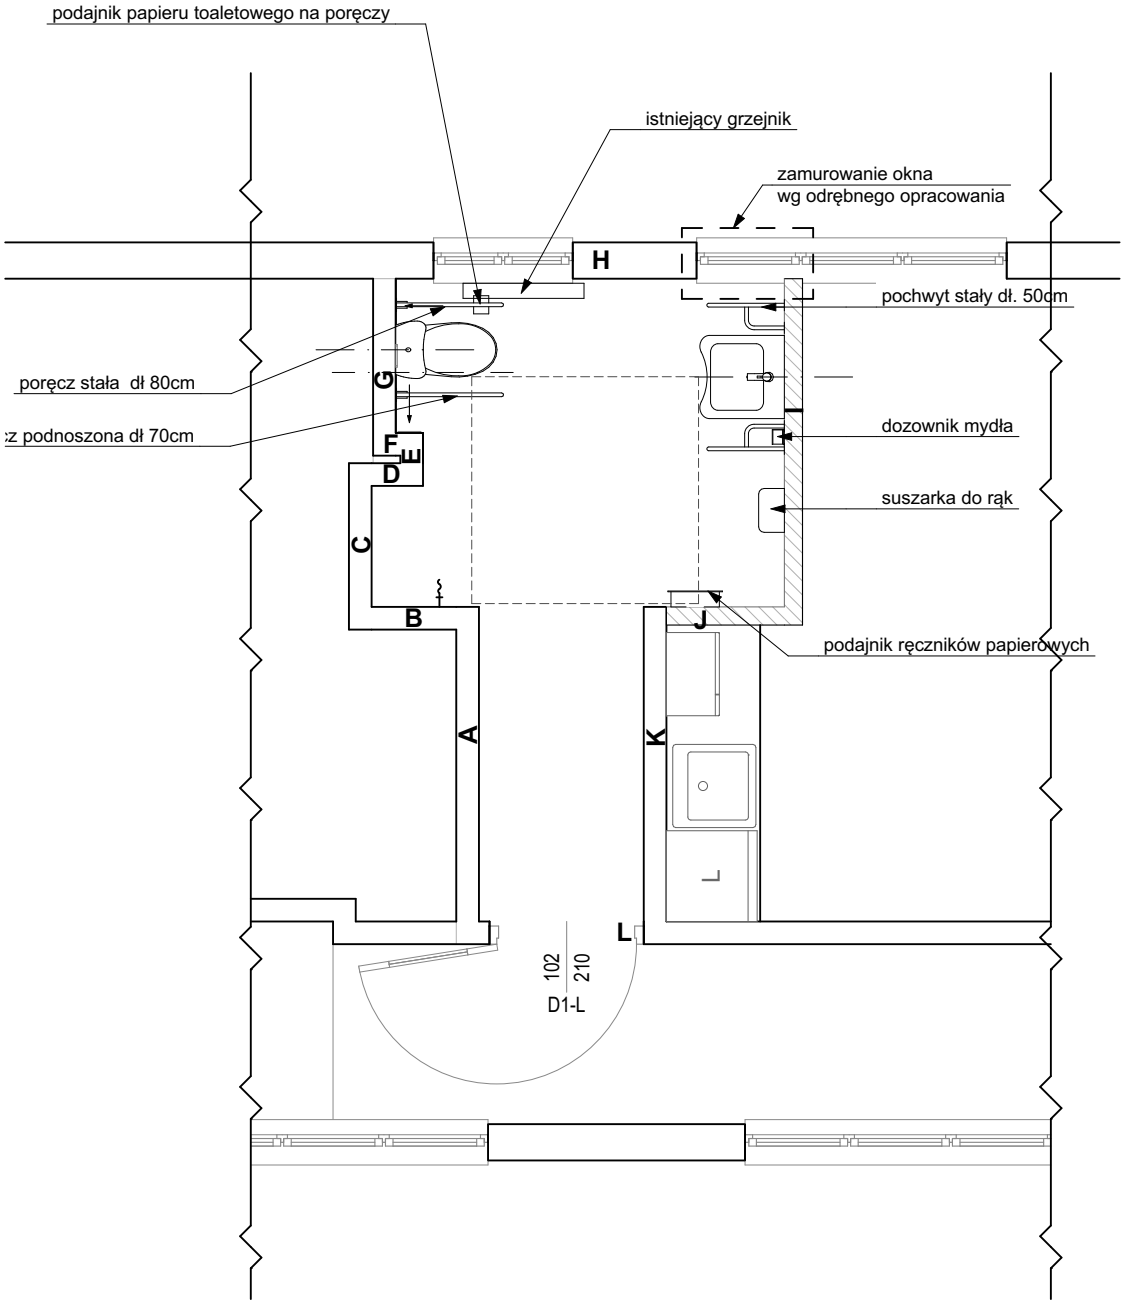 podajnik papieru toaletowego na poręczy
istniejący grzejnik
zamurowanie okna
wg odrębnego opracowania
H
pochwyt stały dł. 50cm
poręcz stała dł 80cm
G
I
podnoszona dł 70cm
F
E
D
dozownik mydła
suszarka do rąk
C
B
J
podajnik ręczników papierowych
A
K
L
L
102
210
D1-L